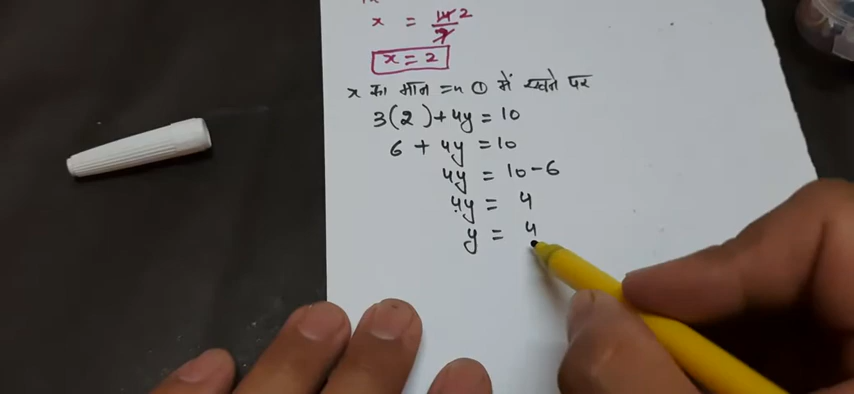 x = 14 2
7
x = 2
x का मान =n ① में रखने पर
3(2)+4y=10
6 + 4y=10
4y = 10-6
4y = 4
y = 4